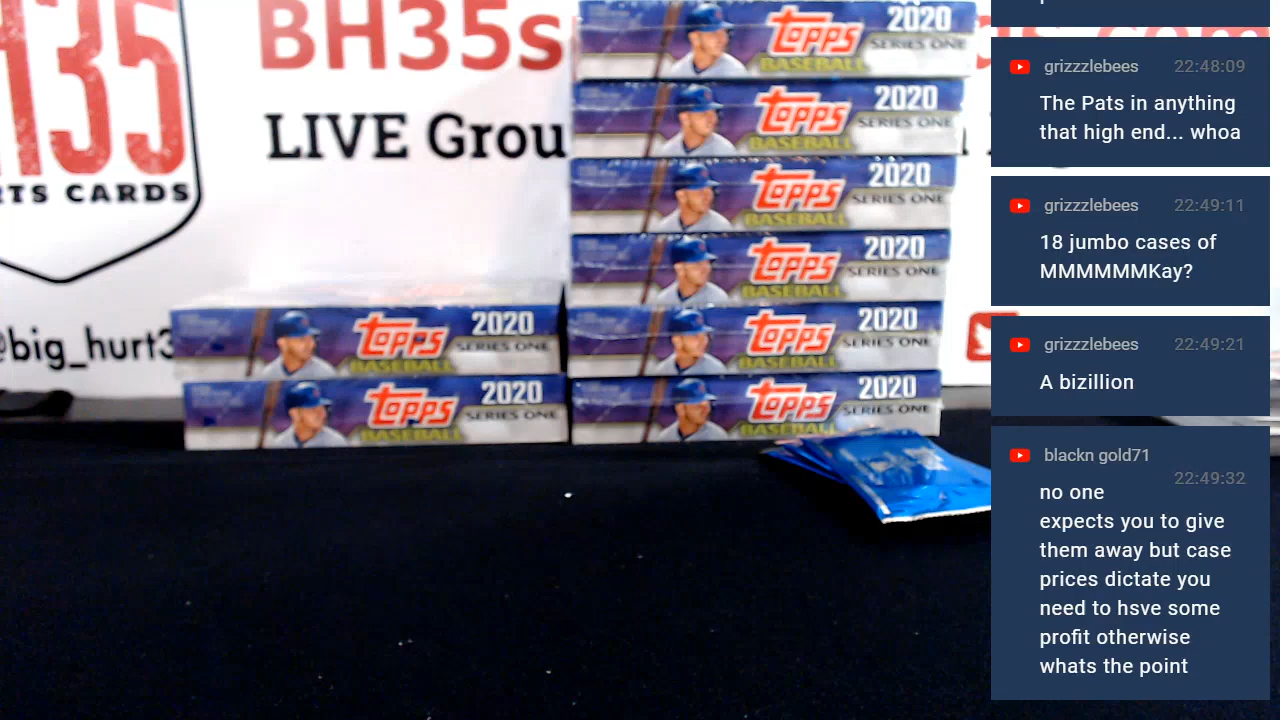 H35
RTS CARDS
BH35s
s.com
LIVE Grou
@big_hurt3
topps
2020
SERIES ONE
BASEBALL
topps
2020
SERIES ONE
BASEBALL
topps
2020
SERIES ONE
BASEBALL
topps
2020
SERIES ONE
BASEBALL
topps
2020
SERIES ONE
BASEBALL
topps
2020
SERIES ONE
BASEBALL
topps
2020
SERIES ONE
BASEBALL
topps
2020
SERIES ONE
BASEBALL
grizzzlebees 22:48:09
The Pats in anything
that high end... whoa
grizzzlebees 22:49:11
18 jumbo cases of
MMMMMMKay?
grizzzlebees 22:49:21
A bizillion
blackn gold71
22:49:32
no one
expects you to give
them away but case
prices dictate you
need to hsve some
profit otherwise
whats the point